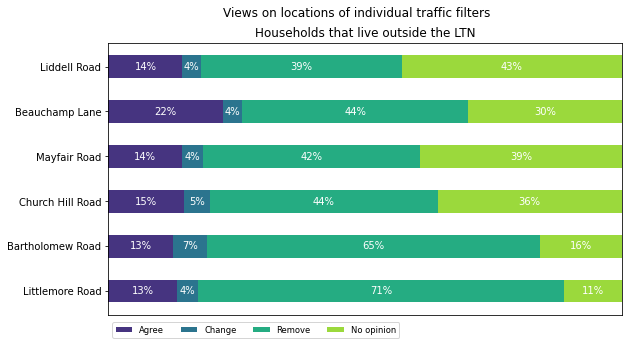 Views on locations of individual traffic filters
Households that live outside the LTN
Liddell Road 14% 4% 39% 43%
Beauchamp Lane 22% 4% 44% 30%
Mayfair Road 14% 4% 42% 39%
Church Hill Road 15% 5% 44% 36%
Bartholomew Road 13% 7% 65% 16%
Littlemore Road 13% 4% 71% 11%
Agree Change Remove No opinion